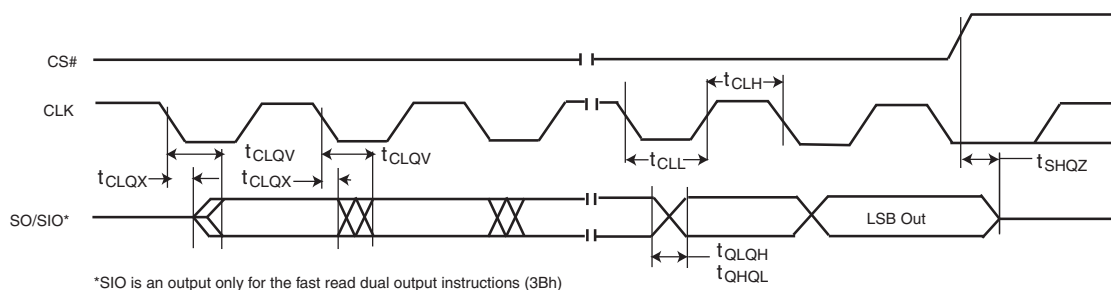 CS#
tCLH
CLK
tCLQV
tCLQV
tCLL
tCLQX
tCLQX
tSHQZ
SO/SIO*
LSB Out
tQLQH
tQHQL
*SIO is an output only for the fast read dual output instructions (3Bh)